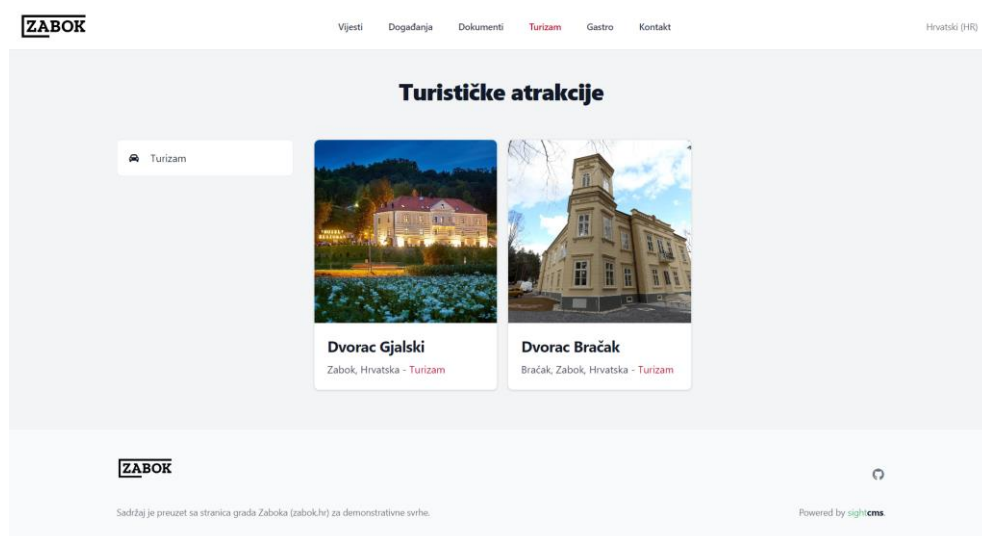 ZABOK
Vijesti Događanja Dokumenti Turizam Gastro Kontakt
Hrvatski (HR)
Turističke atrakcije
Turizam
Dvorac Gjalski
Zabok, Hrvatska - Turizam
Dvorac Bračak
Bračak, Zabok, Hrvatska - Turizam
ZABOK
Sadržaj je preuzet sa stranica grada Zaboka (zabok.hr) za demonstrativne svrhe.
Powered by sightcms.